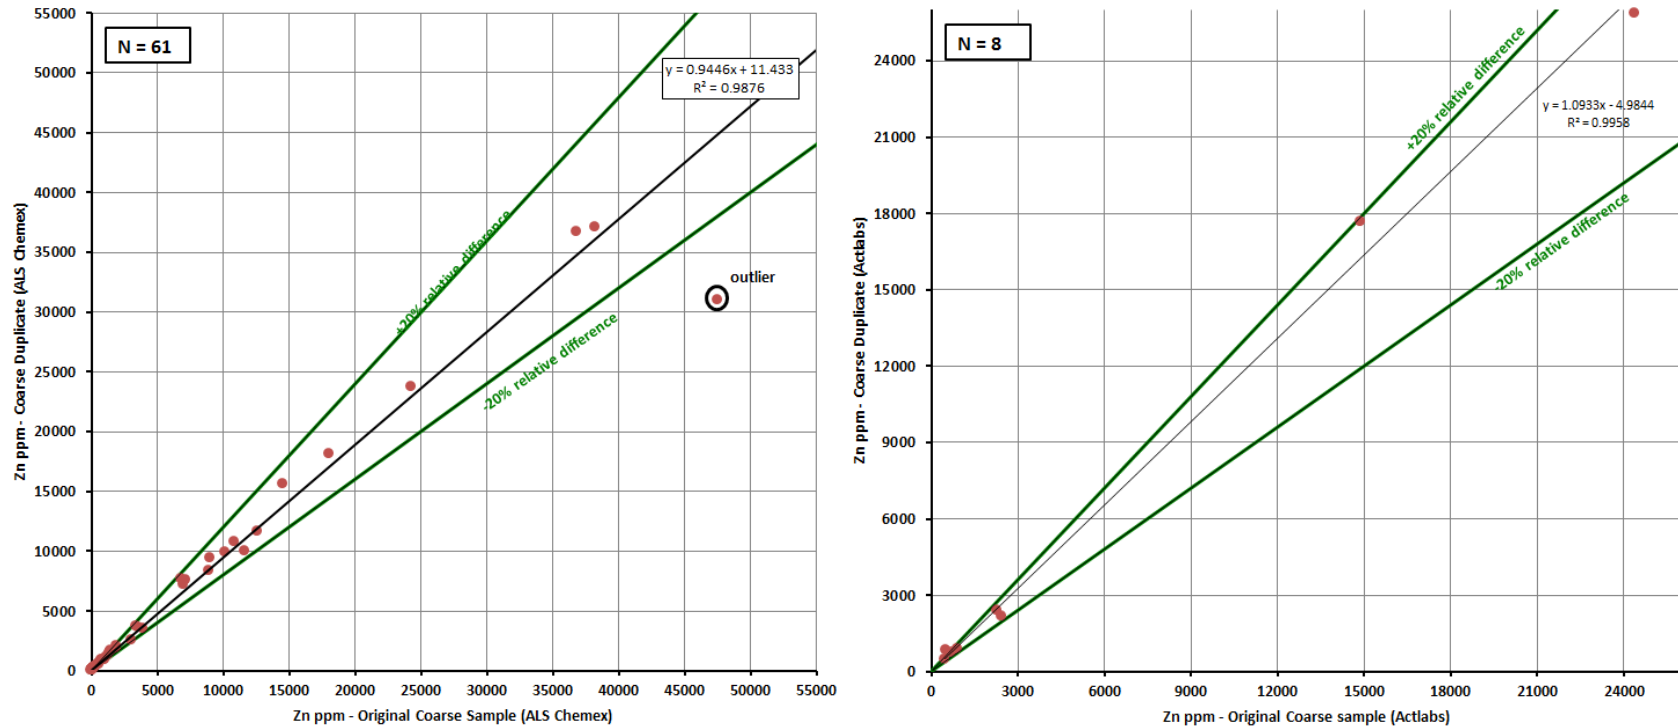 N = 61
55000
50000
45000
40000
35000
30000
25000
20000
15000
10000
5000
0
Zn ppm - Coarse Duplicate (ALS Chemex)
y = 0.9446x + 11.433
R² = 0.9876
+20% relative difference
outlier
-20% relative difference
0
5000
10000
15000
20000
25000
30000
35000
40000
45000
50000
55000
Zn ppm - Original Coarse Sample (ALS Chemex)
N = 8
24000
21000
18000
15000
12000
9000
6000
3000
0
Zn ppm - Coarse Duplicate (Actlabs)
+20% relative difference
y = 1.0933x - 4.9844
R² = 0.9958
-20% relative difference
0
3000
6000
9000
12000
15000
18000
21000
24000
Zn ppm - Original Coarse sample (Actlabs)